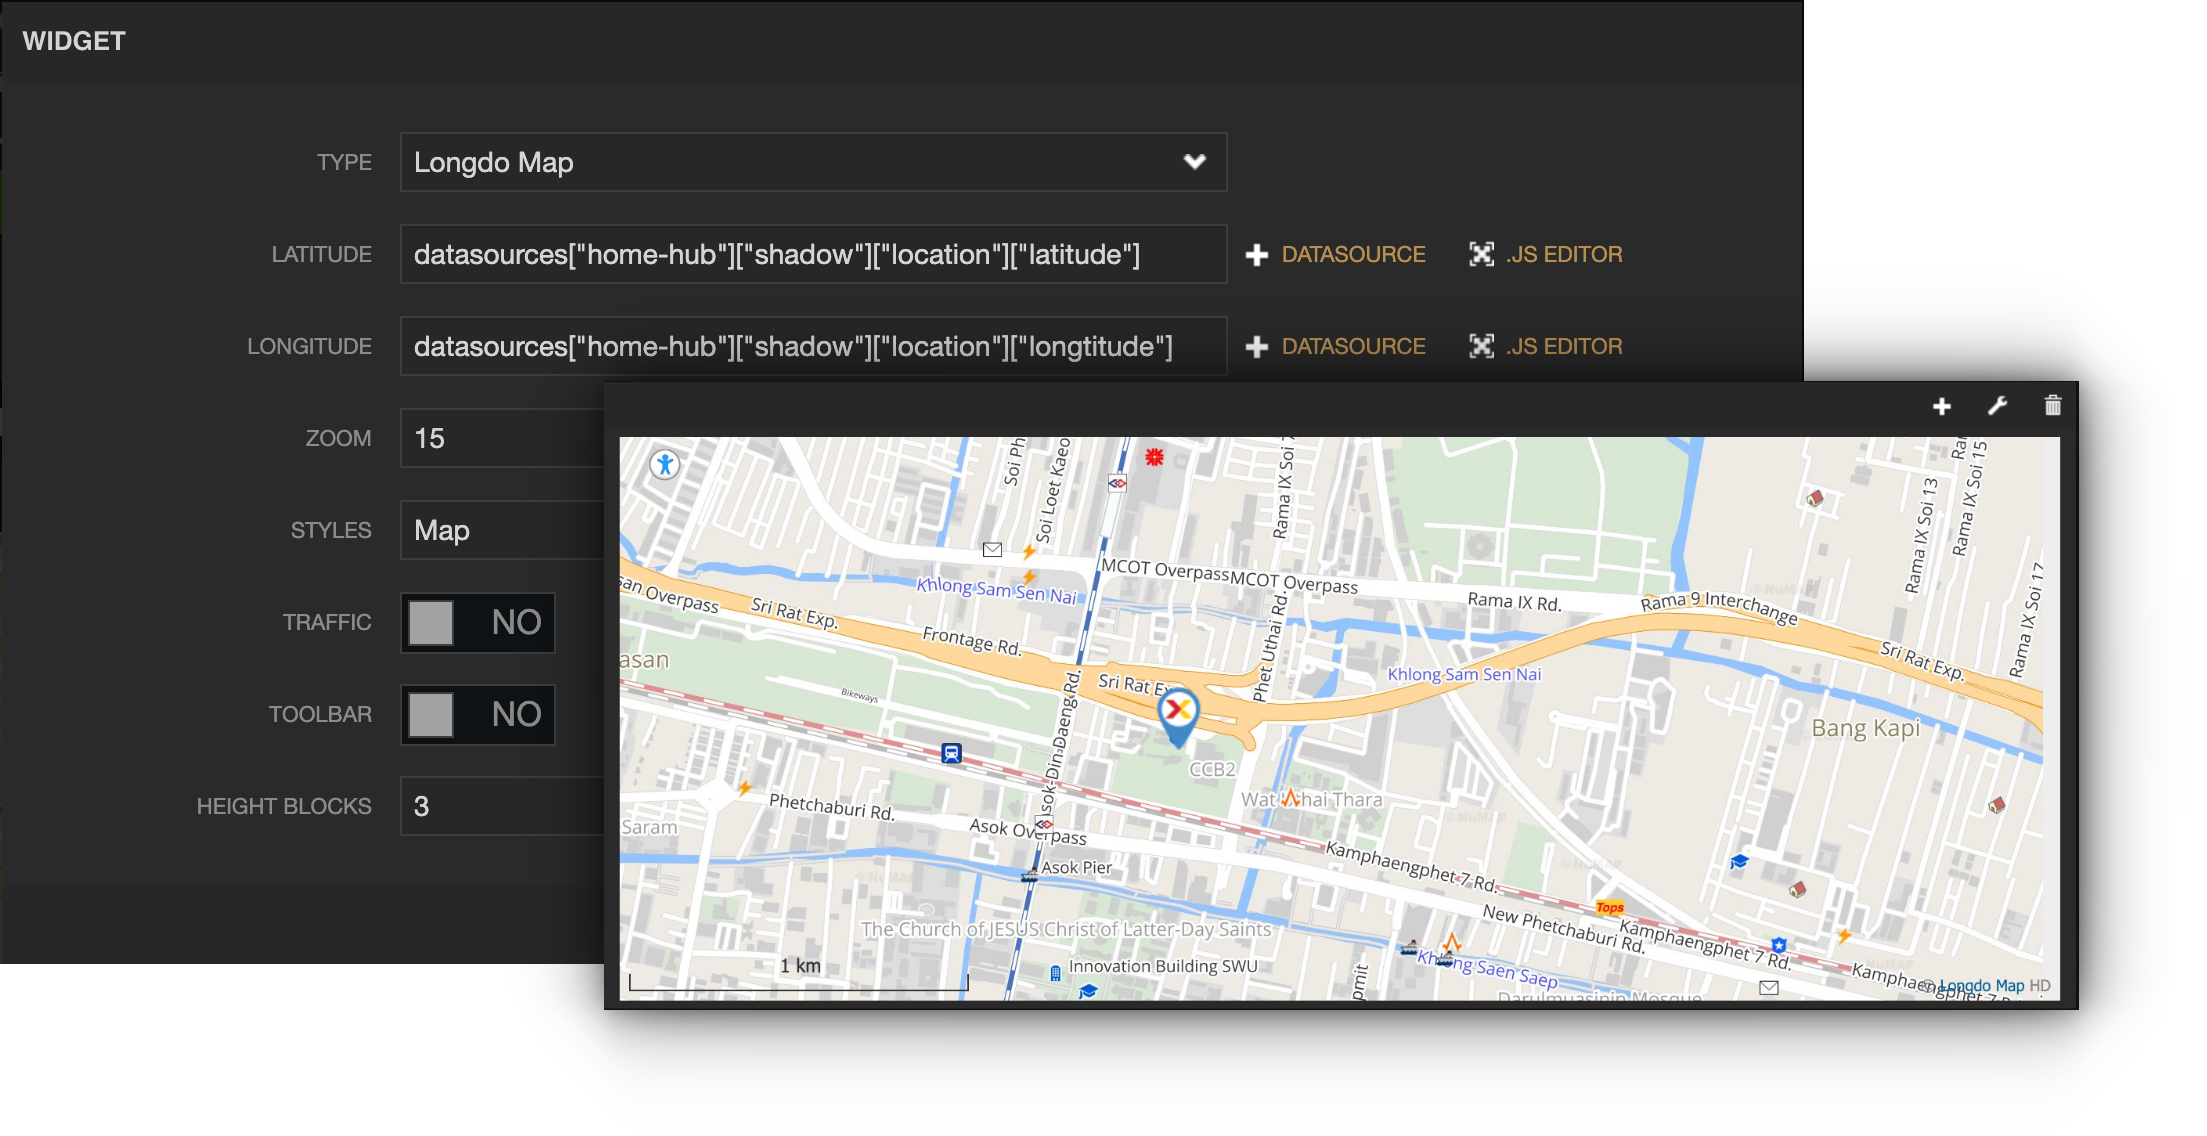 WIDGET
TYPE
Longdo Map
LATITUDE
datasources["home-hub"]["shadow"]["location"]["latitude"]
DATASOURCE
.JS EDITOR
LONGITUDE
datasources["home-hub"]["shadow"]["location"]["longtitude"]
DATASOURCE
.JS EDITOR
ZOOM
15
STYLES
Map
TRAFFIC
NO
TOOLBAR
NO
HEIGHT BLOCKS
3
Soi Ph
Soi Loet Kaeo
Rama IX Soi 7
Rama IX Soi 13
Rama IX Soi 15
Rama IX Soi 17
MCOT Overpass
MCOT Overpass
Khlong Sam Sen Nai
Rama IX Rd.
Rama 9 Interchange
san Overpass
Sri Rat Exp.
Frontage Rd.
Phet Uthai Rd.
Sri Rat Exp.
asan
Bikeways
Sri Rat Ex
Khlong Sam Sen Nai
Bang Kapi
Asok-Din Daeng Rd.
CCB2
Phetchaburi Rd.
Wat Uthai Thara
Saram
Asok Overpass
Asok Pier
Kamphaengphet 7 Rd.
© NuMAP
The Church of JESUS Christ of Latter-Day Saints
New Phetchaburi Rd.
Tops
Kamphaengphet 7 Rd.
1 km
Innovation Building SWU
Khlong Saen Saep
Kamphaengphet 7 R
pmit
Darulmuasinin Mosque
© Longdo Map HD